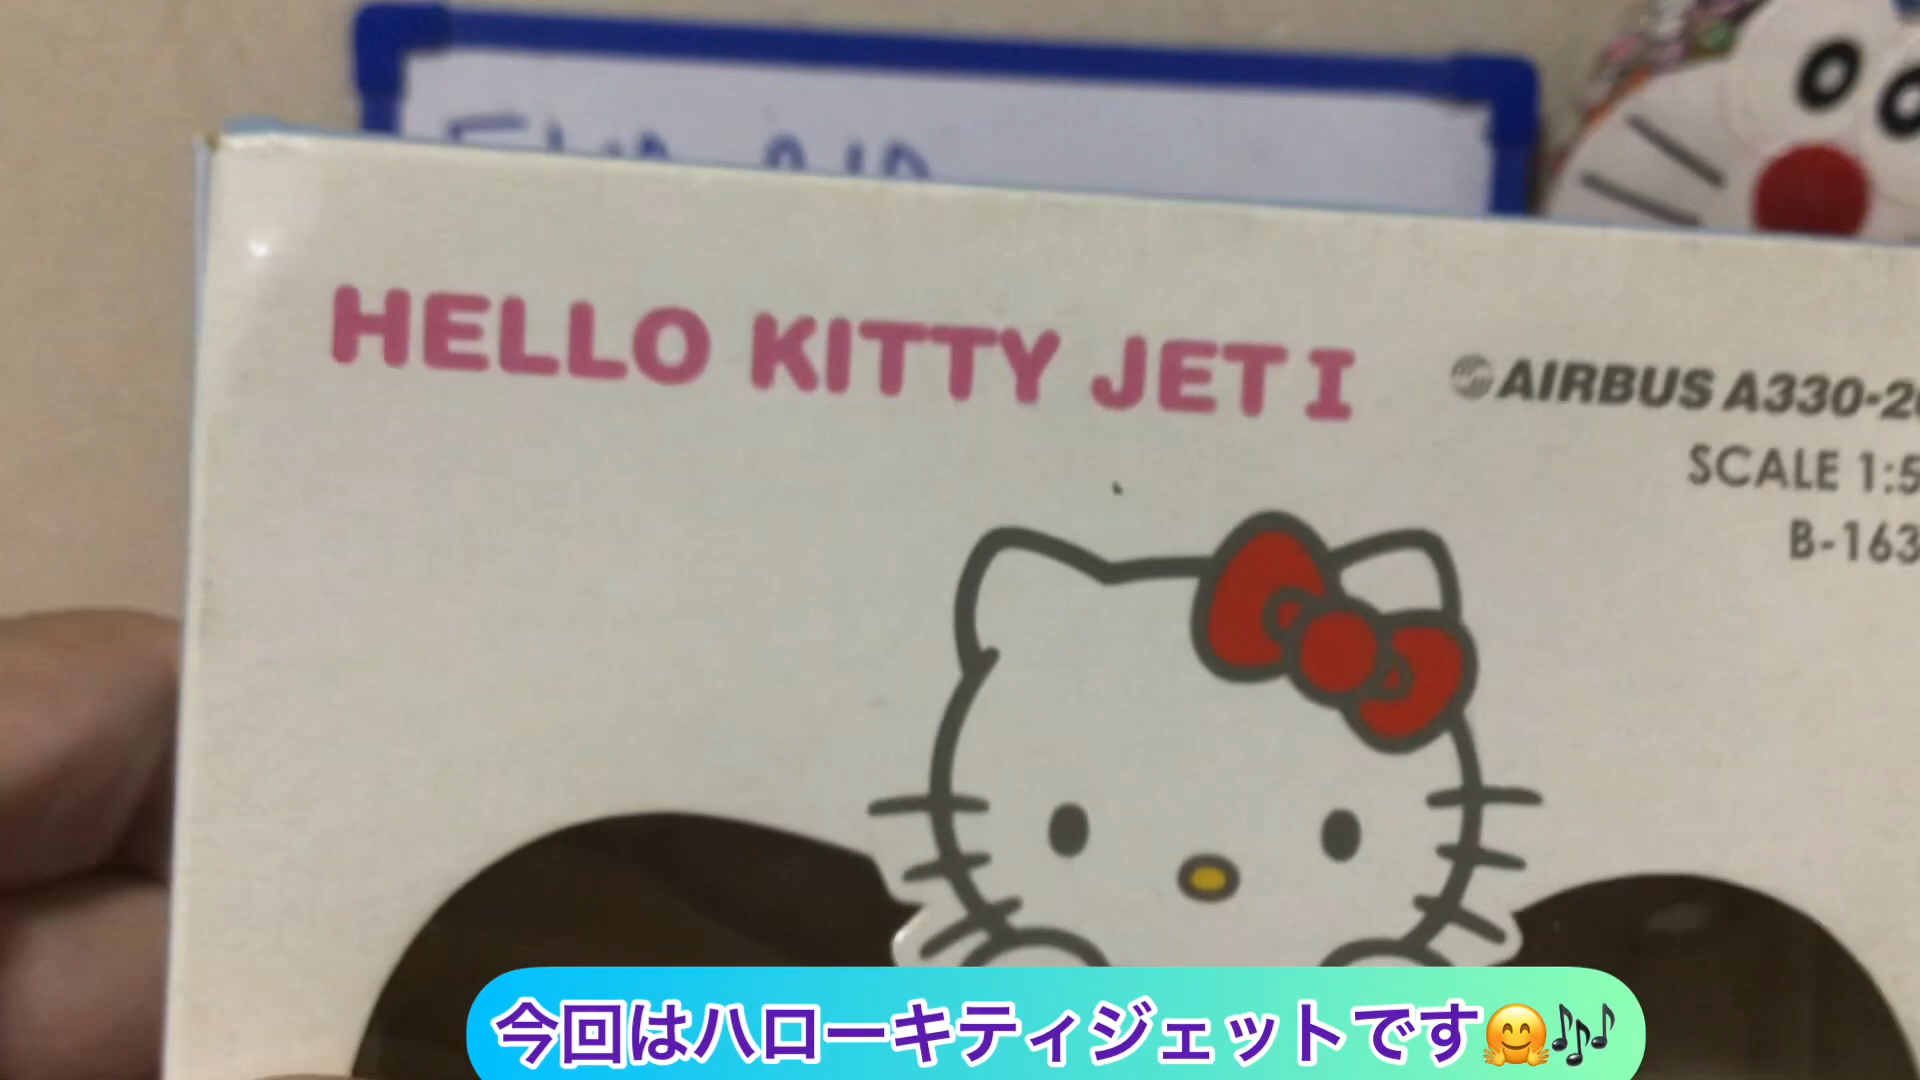 HELLO KITTY JET I
AIRBUS A330-20
SCALE 1:5
B-163
今回はハローキティジェットです🤗🎶